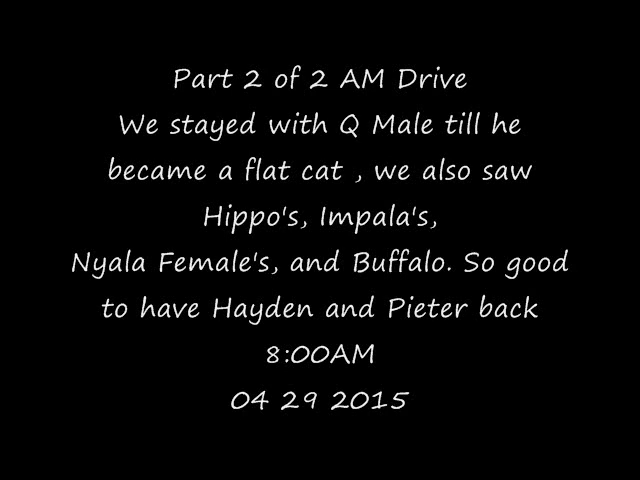 Part 2 of 2 AM Drive
We stayed with Q Male till he
became a flat cat , we also saw
Hippo's, Impala's,
Nyala Female's, and Buffalo. So good
to have Hayden and Pieter back
8:00AM
04 29 2015